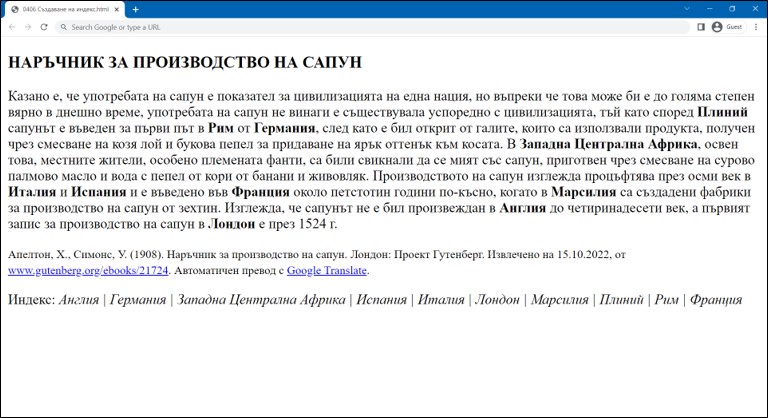 0406 Създаване на индекс.html
Search Google or type a URL
Guest
НАРЪЧНИК ЗА ПРОИЗВОДСТВО НА САПУН
Казано е, че употребата на сапун е показател за цивилизацията на една нация, но въпреки че това може би е до голяма степен
вярно в днешно време, употребата на сапун не винаги е съществувала успоредно с цивилизацията, тъй като според Плиний
сапунът е въведен за първи път в Рим от Германия, след като е бил открит от галите, които са използвали продукта, получен
чрез смесване на козя лой и букова пепел за придаване на ярък оттенък към косата. В Западна Централна Африка, освен
това, местните жители, особено племената фанти, са били свикнали да се мият със сапун, приготвен чрез смесване на сурово
палмово масло и вода с пепел от кори от банани и живовляк. Производството на сапун изглежда процъфтява през осми век в
Италия и Испания и е въведено във Франция около петстотин години по-късно, когато в Марсилия са създадени фабрики
за производство на сапун от зехтин. Изглежда, че сапунът не е бил произвеждан в Англия до четиринадесети век, а първият
запис за производство на сапун в Лондон е през 1524 г.
Апелтон, Х., Симонс, У. (1908). Наръчник за производство на сапун. Лондон: Проект Гутенберг. Извлечено на 15.10.2022, от
www.gutenberg.org/ebooks/21724. Автоматичен превод с Google Translate.
Индекс: Англия | Германия | Западна Централна Африка | Испания | Италия | Лондон | Марсилия | Плиний | Рим | Франция